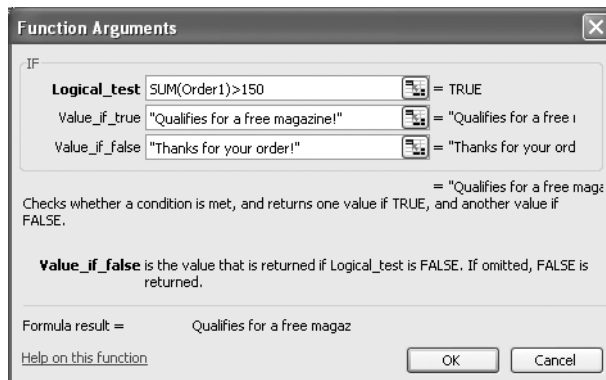 Function Arguments
IF
Logical_test SUM(Order1)>150 = TRUE
Value_if_true "Qualifies for a free magazine!" = "Qualifies for a free
Value_if_false "Thanks for your order!" = "Thanks for your ord
= "Qualifies for a free maga
Checks whether a condition is met, and returns one value if TRUE, and another value if
FALSE.
Value_if_false is the value that is returned if Logical_test is FALSE. If omitted, FALSE is
returned.
Formula result = Qualifies for a free magaz
Help on this function OK Cancel